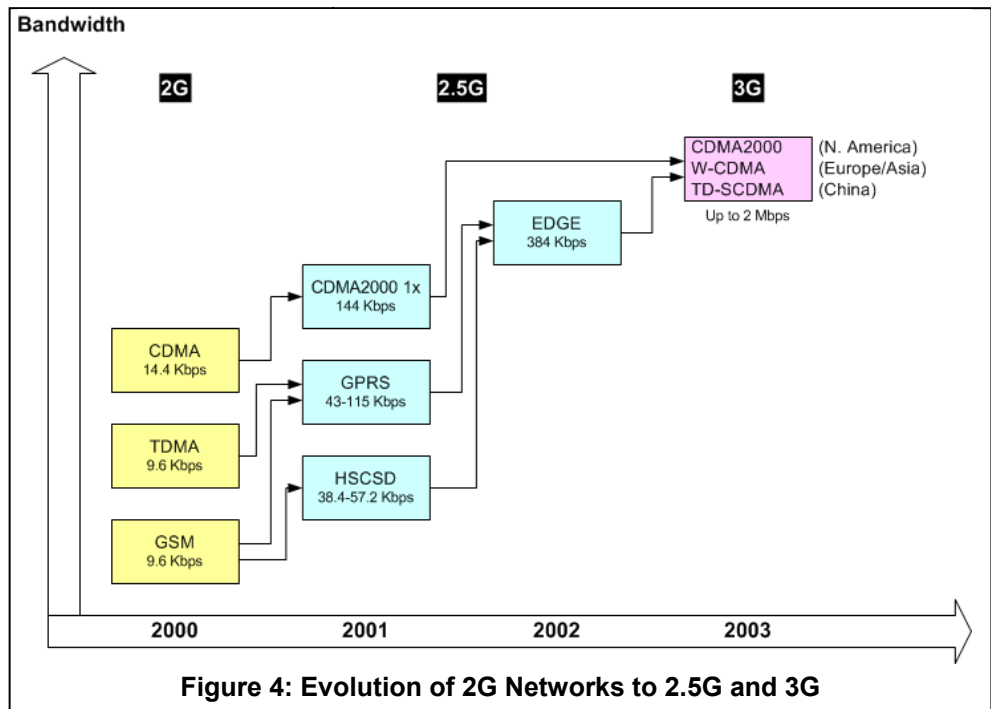 Bandwidth
2G
2.5G
3G
CDMA2000 (N. America)
W-CDMA (Europe/Asia)
TD-SCDMA (China)
Up to 2 Mbps
EDGE
384 Kbps
CDMA2000 1x
144 Kbps
CDMA
14.4 Kbps
GPRS
43-115 Kbps
TDMA
9.6 Kbps
HSCSD
38.4-57.2 Kbps
GSM
9.6 Kbps
2000
2001
2002
2003
Figure 4: Evolution of 2G Networks to 2.5G and 3G